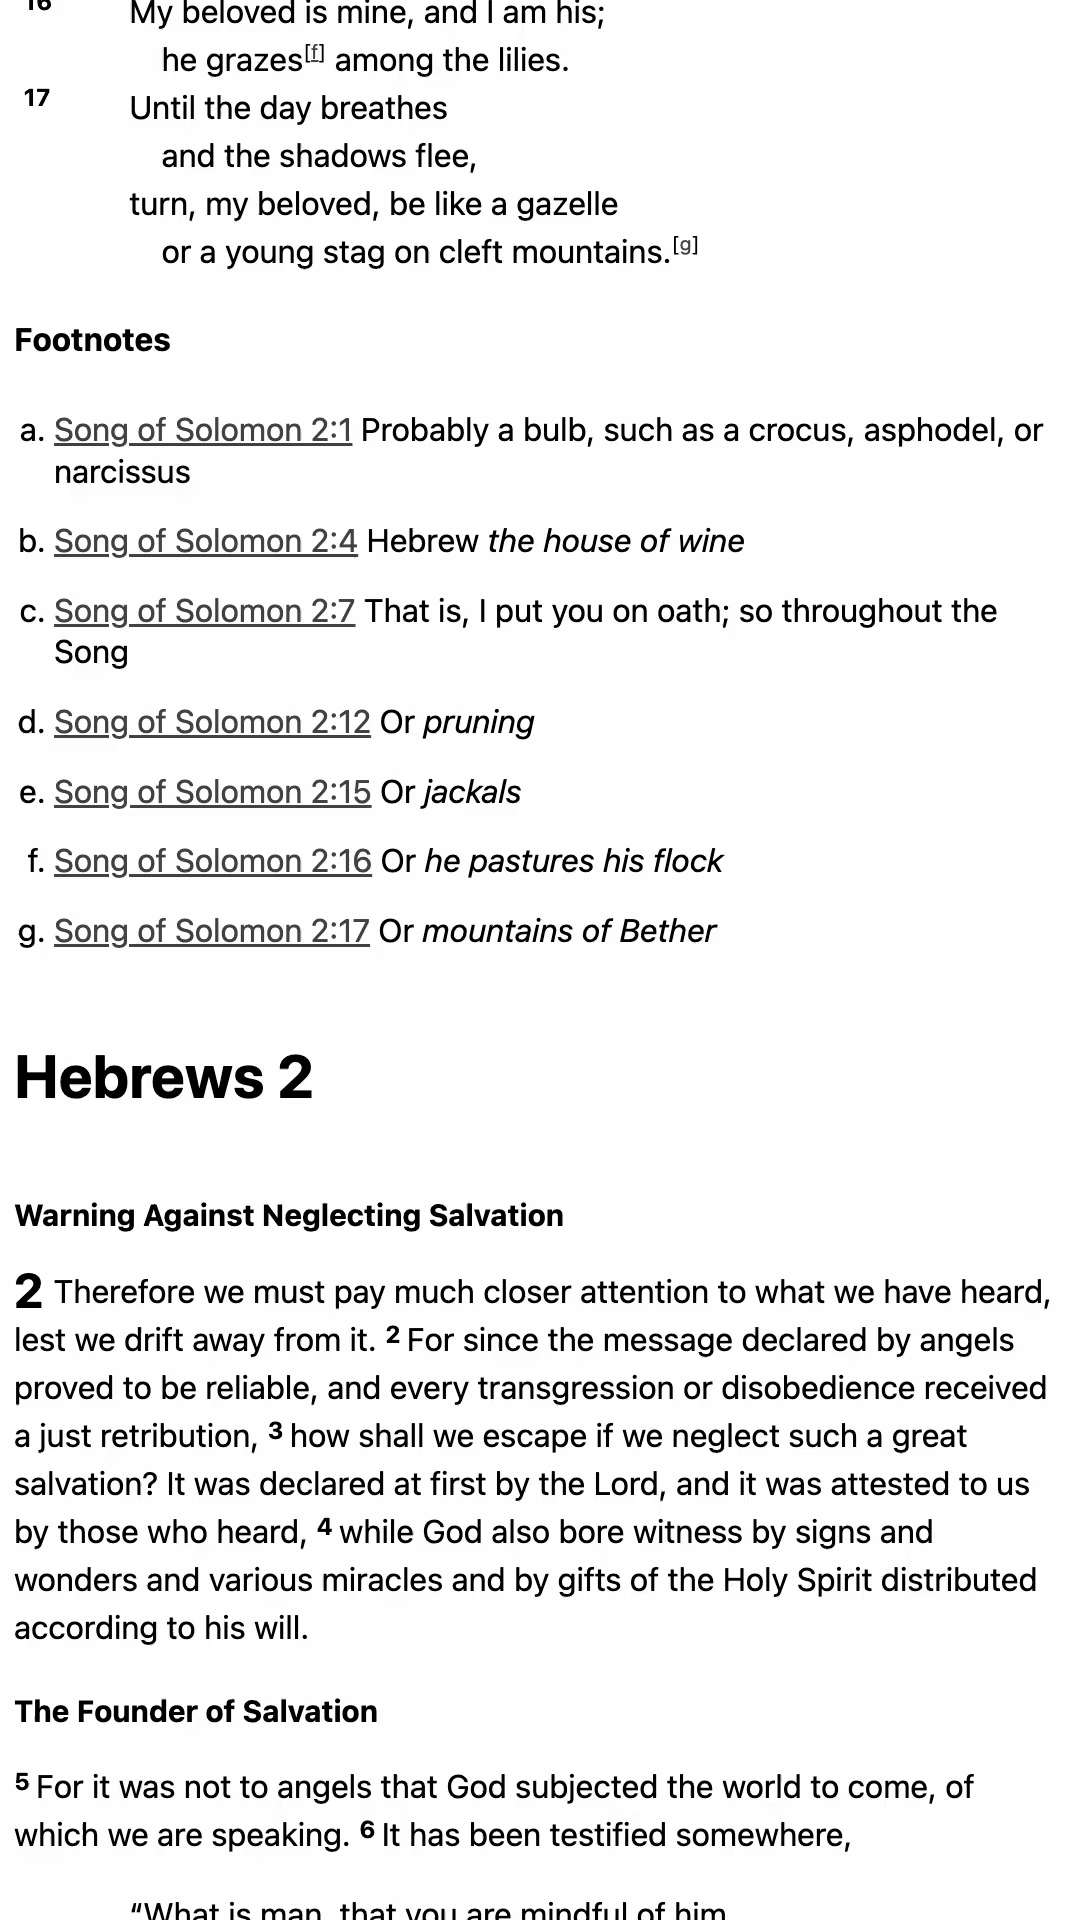 16 My beloved is mine, and I am his;
he grazes[f] among the lilies.
17 Until the day breathes
and the shadows flee,
turn, my beloved, be like a gazelle
or a young stag on cleft mountains.[g]
Footnotes
a. Song of Solomon 2:1 Probably a bulb, such as a crocus, asphodel, or
narcissus
b. Song of Solomon 2:4 Hebrew the house of wine
c. Song of Solomon 2:7 That is, I put you on oath; so throughout the
Song
d. Song of Solomon 2:12 Or pruning
e. Song of Solomon 2:15 Or jackals
f. Song of Solomon 2:16 Or he pastures his flock
g. Song of Solomon 2:17 Or mountains of Bether
Hebrews 2
Warning Against Neglecting Salvation
2 Therefore we must pay much closer attention to what we have heard,
lest we drift away from it. 2 For since the message declared by angels
proved to be reliable, and every transgression or disobedience received
a just retribution, 3 how shall we escape if we neglect such a great
salvation? It was declared at first by the Lord, and it was attested to us
by those who heard, 4 while God also bore witness by signs and
wonders and various miracles and by gifts of the Holy Spirit distributed
according to his will.
The Founder of Salvation
5 For it was not to angels that God subjected the world to come, of
which we are speaking. 6 It has been testified somewhere,
“What is man, that you are mindful of him,